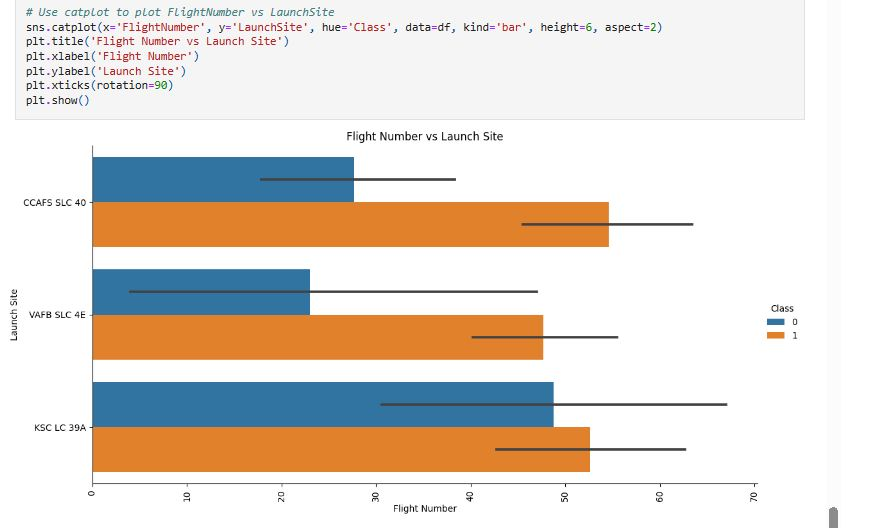 # Use catplot to plot FlightNumber vs LaunchSite
sns.catplot(x='FlightNumber', y='LaunchSite', hue='Class', data=df, kind='bar', height=6, aspect=2)
plt.title('Flight Number vs Launch Site')
plt.xlabel('Flight Number')
plt.ylabel('Launch Site')
plt.xticks(rotation=90)
plt.show()
Flight Number vs Launch Site
CCAFS SLC 40
VAFB SLC 4E
KSC LC 39A
Launch Site
Class
0
1
0 10 20 30 40 50 60 70
Flight Number